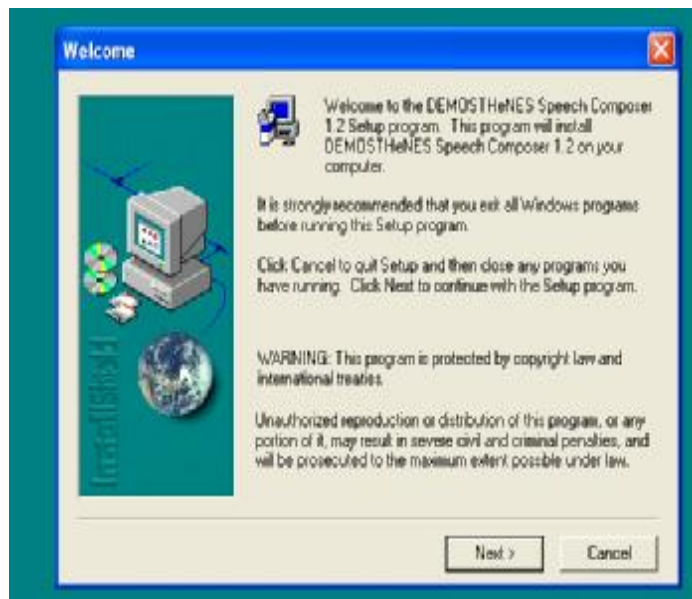 Welcome
Welcome to the DEMOSTHeNES Speech Composer
1.2 Setup program. This program will install
DEMOSTHeNES Speech Composer 1.2 on your
computer.
It is strongly recommended that you exit all Windows programs
before running this Setup program.
Click Cancel to quit Setup and then close any programs you
have running. Click Next to continue with the Setup program.
WARNING: This program is protected by copyright law and
international treaties.
Unauthorized reproduction or distribution of this program, or any
portion of it, may result in severe civil and criminal penalties, and
will be prosecuted to the maximum extent possible under law.
InstallShield
Next >
Cancel